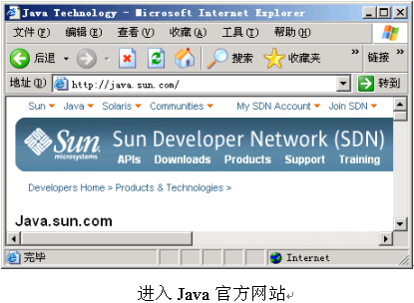 Java Technology - Microsoft Internet Explorer
文件(F) 编辑(E) 查看(V) 收藏(A) 工具(T) 帮助(H)
后退 搜索 收藏夹 » 链接 »
地址(D) http://java.sun.com/ 转到
Sun Java Solaris Communities My SDN Account Join SDN
Sun microsystems Sun Developer Network (SDN)
APIs Downloads Products Support Training
Developers Home > Products & Technologies >
Java.sun.com
完毕 Internet
进入 Java 官方网站